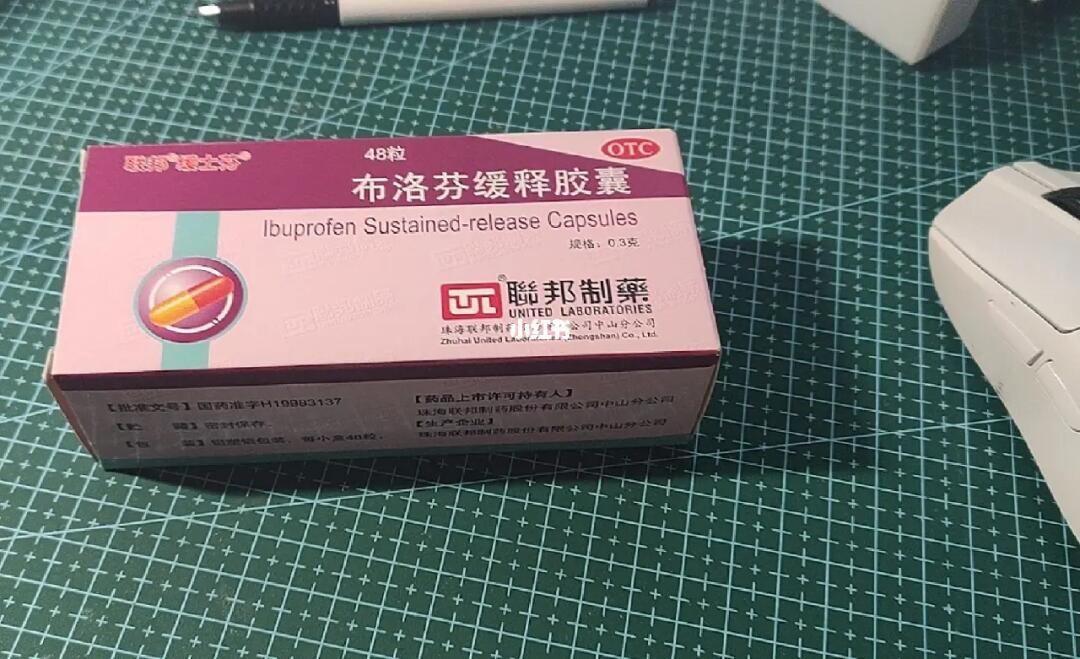 联邦®缓士芬®
48粒
OTC
布洛芬缓释胶囊
Ibuprofen Sustained-release Capsules
规格：0.3克
聯邦制藥
UNITED LABORATORIES
珠海联邦制药 公司中山分公司
小红书
Zhuhai United Laboratories (Zhongshan) Co., Ltd.
【批准文号】国药准字H19983137
【贮 藏】密封保存。
【包 装】铝塑铝包装，每小盒48粒。
【药品上市许可持有人】
珠海联邦制药股份有限公司中山分公司
【生产企业】
珠海联邦制药股份有限公司中山分公司